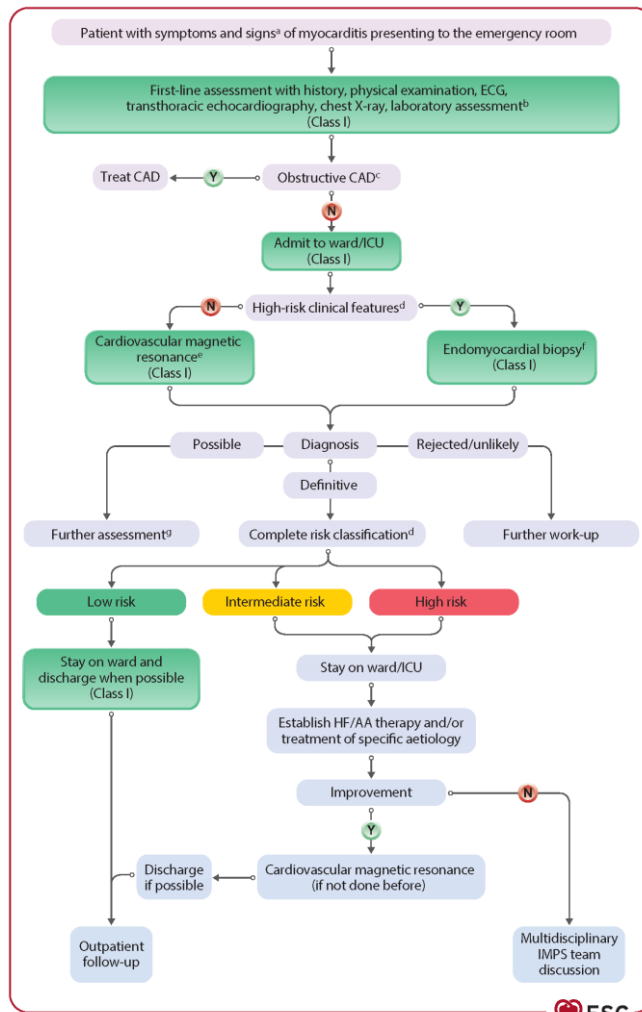 Patient with symptoms and signsᵃ of myocarditis presenting to the emergency room
First-line assessment with history, physical examination, ECG,
transthoracic echocardiography, chest X-ray, laboratory assessmentᵇ
(Class I)
Treat CAD
Y
Obstructive CADᶜ
N
Admit to ward/ICU
(Class I)
N
High-risk clinical featuresᵈ
Y
Cardiovascular magnetic
resonanceᵉ
(Class I)
Endomyocardial biopsyᶠ
(Class I)
Possible
Diagnosis
Rejected/unlikely
Definitive
Further assessmentᵍ
Complete risk classificationᵈ
Further work-up
Low risk
Intermediate risk
High risk
Stay on ward and
discharge when possible
(Class I)
Stay on ward/ICU
Establish HF/AA therapy and/or
treatment of specific aetiology
Improvement
N
Y
Discharge
if possible
Cardiovascular magnetic resonance
(if not done before)
Outpatient
follow-up
Multidisciplinary
IMPS team
discussion
ESC